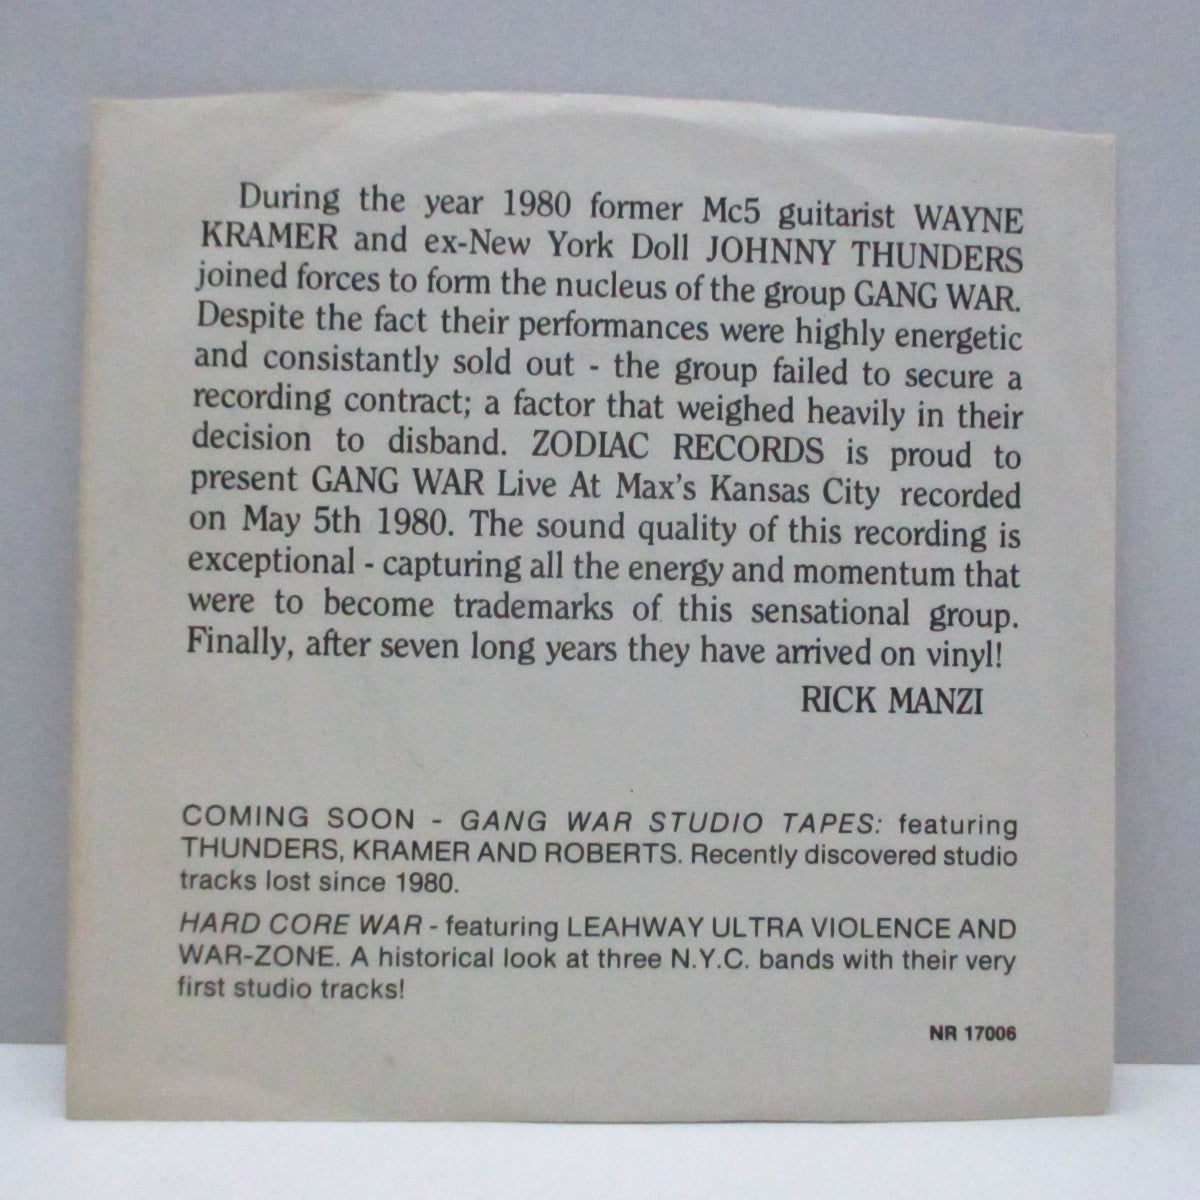 During the year 1980 former Mc5 guitarist WAYNE
KRAMER and ex-New York Doll JOHNNY THUNDERS
joined forces to form the nucleus of the group GANG WAR.
Despite the fact their performances were highly energetic
and consistantly sold out - the group failed to secure a
recording contract; a factor that weighed heavily in their
decision to disband. ZODIAC RECORDS is proud to
present GANG WAR Live At Max's Kansas City recorded
on May 5th 1980. The sound quality of this recording is
exceptional - capturing all the energy and momentum that
were to become trademarks of this sensational group.
Finally, after seven long years they have arrived on vinyl!
RICK MANZI
COMING SOON - GANG WAR STUDIO TAPES: featuring
THUNDERS, KRAMER AND ROBERTS. Recently discovered studio
tracks lost since 1980.
HARD CORE WAR - featuring LEAHWAY ULTRA VIOLENCE AND
WAR-ZONE. A historical look at three N.Y.C. bands with their very
first studio tracks!
NR 17006